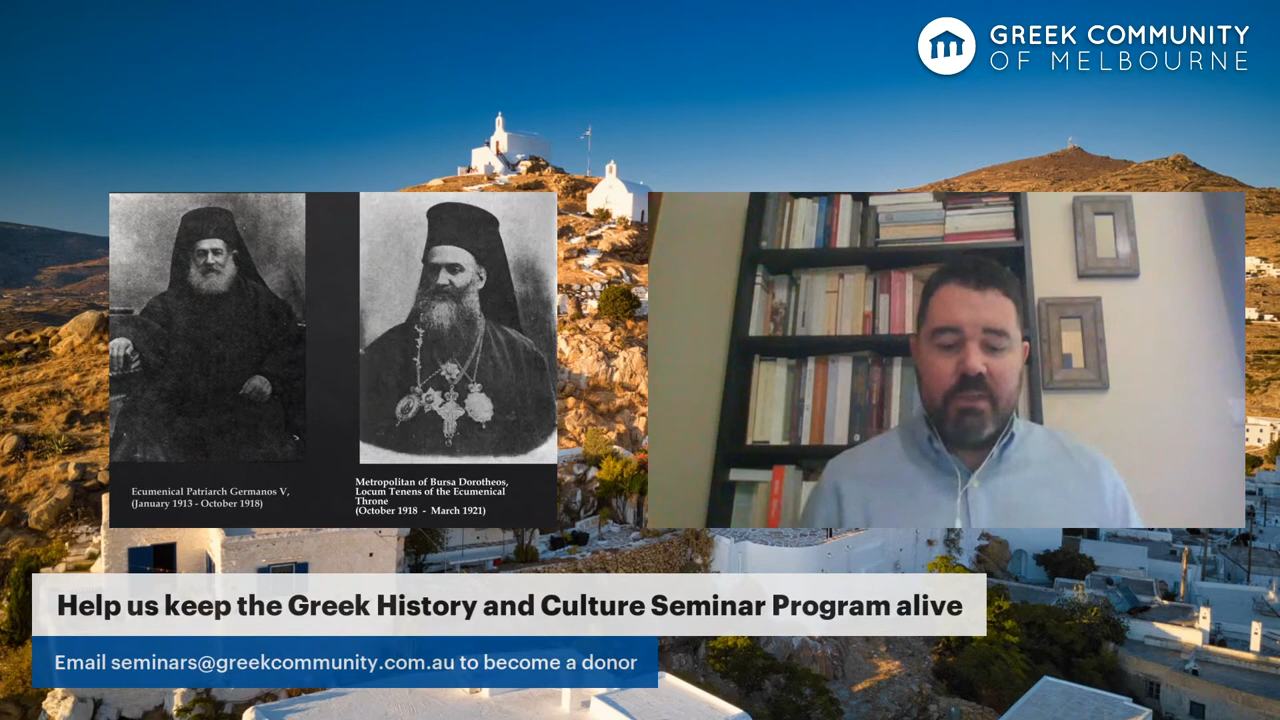 GREEK COMMUNITY
OF MELBOURNE
Ecumenical Patriarch Germanos V,
(January 1913 - October 1918)
Metropolitan of Bursa Dorotheos,
Locum Tenens of the Ecumenical
Throne
(October 1918 - March 1921)
Help us keep the Greek History and Culture Seminar Program alive
Email seminars@greekcommunity.com.au to become a donor